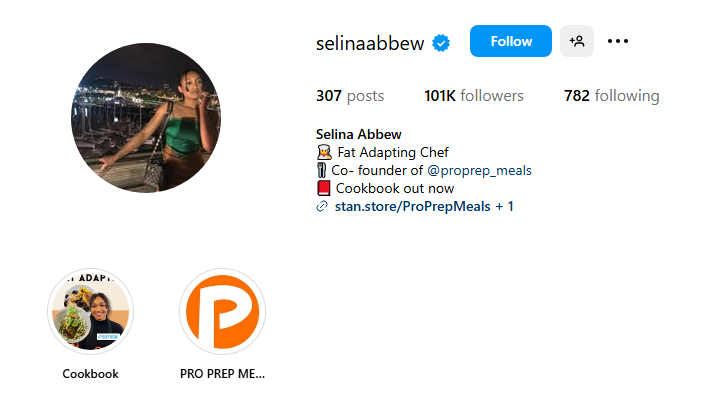 selinaabbew
Follow
307 posts
101K followers
782 following
Selina Abbew
Fat Adapting Chef
Co- founder of @proprep_meals
Cookbook out now
stan.store/ProPrepMeals + 1
ADAPT
Cookbook
P
PRO PREP ME...